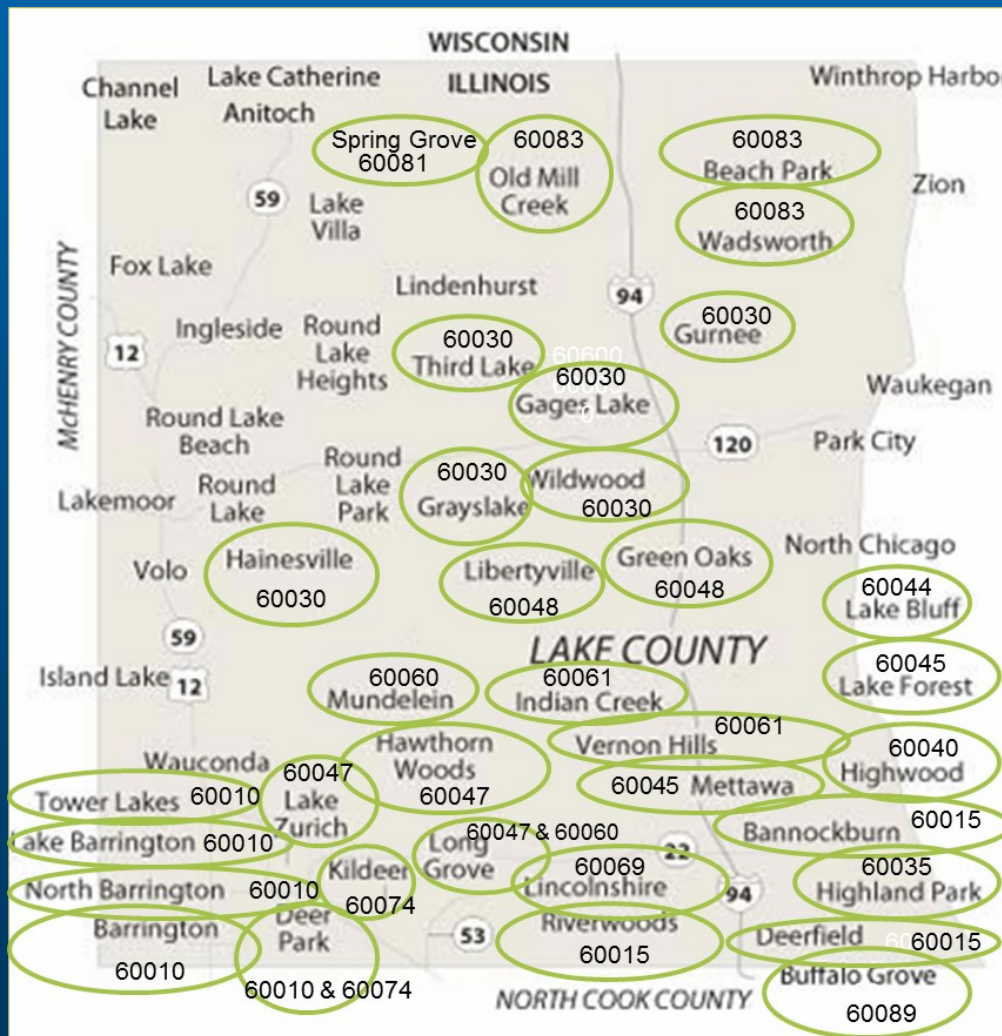 WISCONSIN
ILLINOIS
Channel
Lake
Lake Catherine
Anitoch
Winthrop Harbor
Spring Grove
60081
60083
Old Mill
Creek
60083
Beach Park
Zion
59
Lake
Villa
60083
Wadsworth
McHENRY COUNTY
Fox Lake
Lindenhurst
94
12
Ingleside
Round
Lake
Heights
60030
Third Lake
60030
Gurnee
60600
60030
Gages Lake
0
Waukegan
Round Lake
Beach
120
Park City
Lakemoor
Round
Lake
Round
Lake
Park
60030
Grayslake
Wildwood
60030
Volo
Hainesville
60030
Libertyville
60048
Green Oaks
60048
North Chicago
60044
Lake Bluff
59
LAKE COUNTY
Island Lake
12
60060
Mundelein
60061
Indian Creek
60045
Lake Forest
Wauconda
60047
Lake
Zurich
Hawthorn
Woods
60047
60061
Vernon Hills
60040
Highwood
Tower Lakes 60010
60045 Mettawa
Lake Barrington 60010
60047 & 60060
Long
Grove
22
Bannockburn 60015
North Barrington 60010
Kildeer
60074
60069
Lincolnshire
94
60035
Highland Park
Barrington
60010
Deer
Park
60010 & 60074
53
Riverwoods
60015
Deerfield 60015
NORTH COOK COUNTY
Buffalo Grove
60089